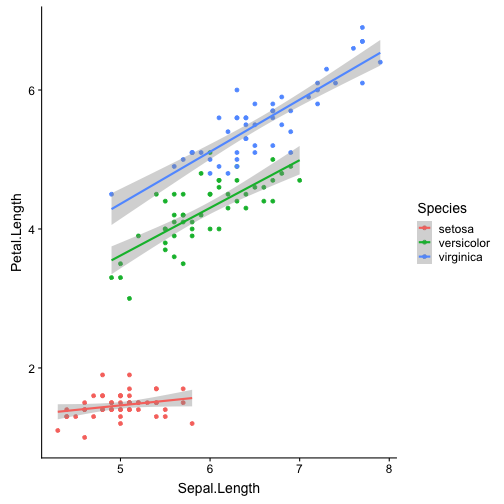 6
4
2
Petal.Length
5 6 7 8
Sepal.Length
Species
setosa
versicolor
virginica